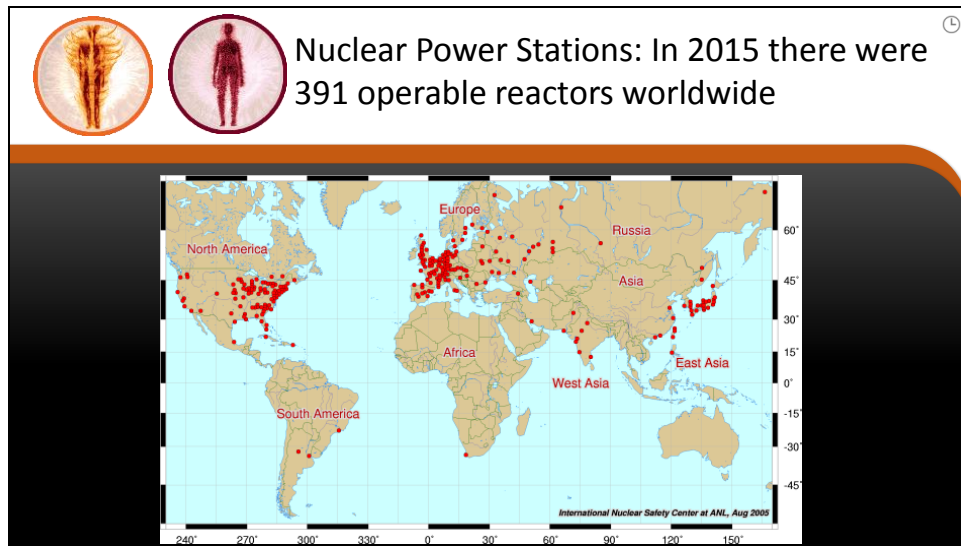 Nuclear Power Stations: In 2015 there were
391 operable reactors worldwide
Europe
Russia
North America
60°
Asia
45°
30°
Africa
East Asia
15°
West Asia
0°
South America
-15°
-30°
-45°
International Nuclear Safety Center at ANL, Aug 2005
240° 270° 300° 330° 0° 30° 60° 90° 120° 150°